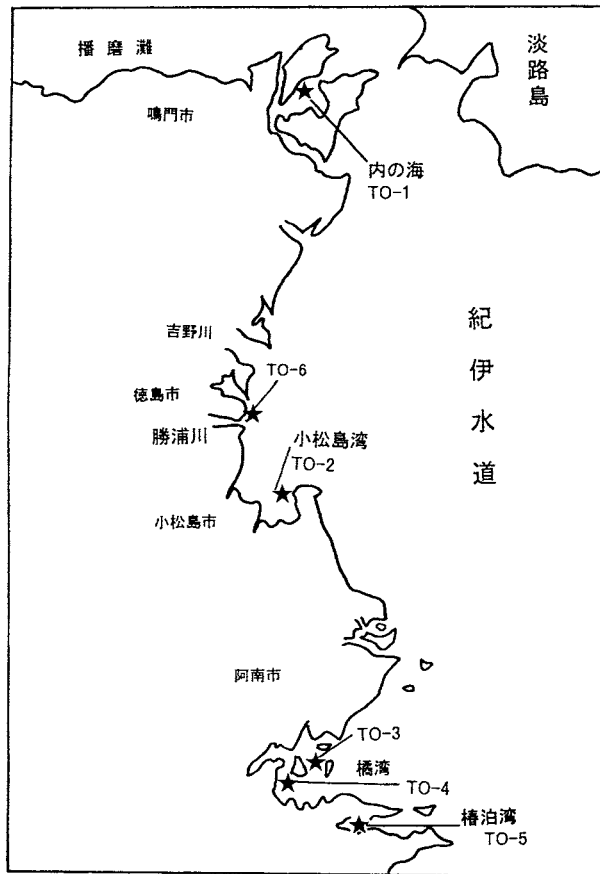 播磨灘
淡路島
鳴門市
内の海
TO-1
紀伊水道
吉野川
TO-6
徳島市
勝浦川
小松島湾
TO-2
小松島市
阿南市
TO-3
橘湾
TO-4
椿泊湾
TO-5